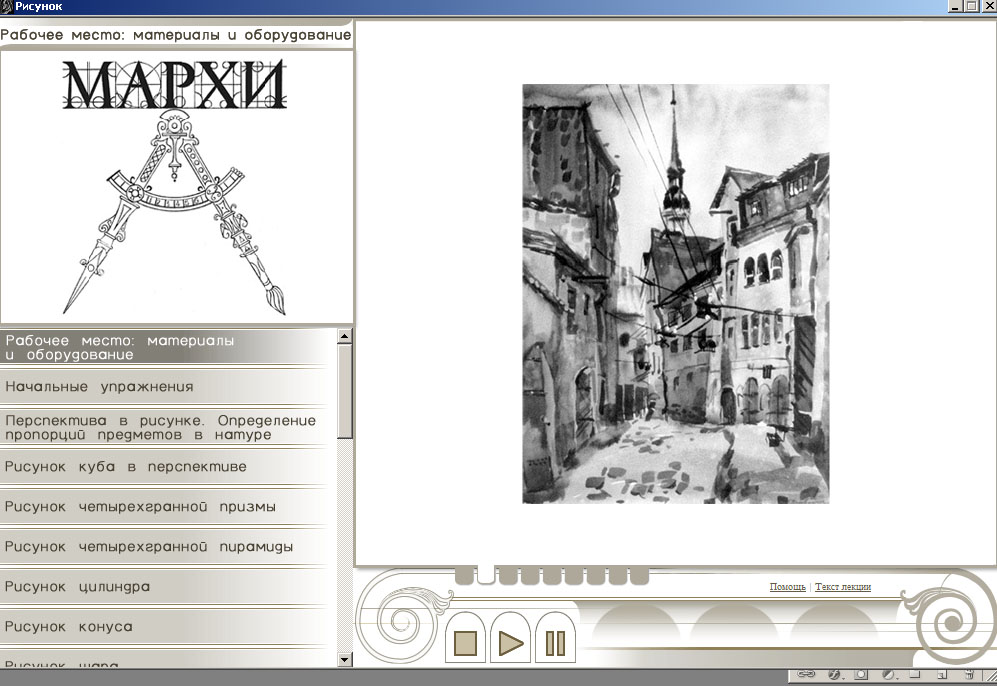 Рисунок
Рабочее место: материалы и оборудование
МАРХИ
Рабочее место: материалы
и оборудование
Начальные упражнения
Перспектива в рисунке. Определение
пропорций предметов в натуре
Рисунок куба в перспективе
Рисунок четырехгранной призмы
Рисунок четырехгранной пирамиды
Рисунок цилиндра
Рисунок конуса
Рисунок шара
Помощь | Текст лекции